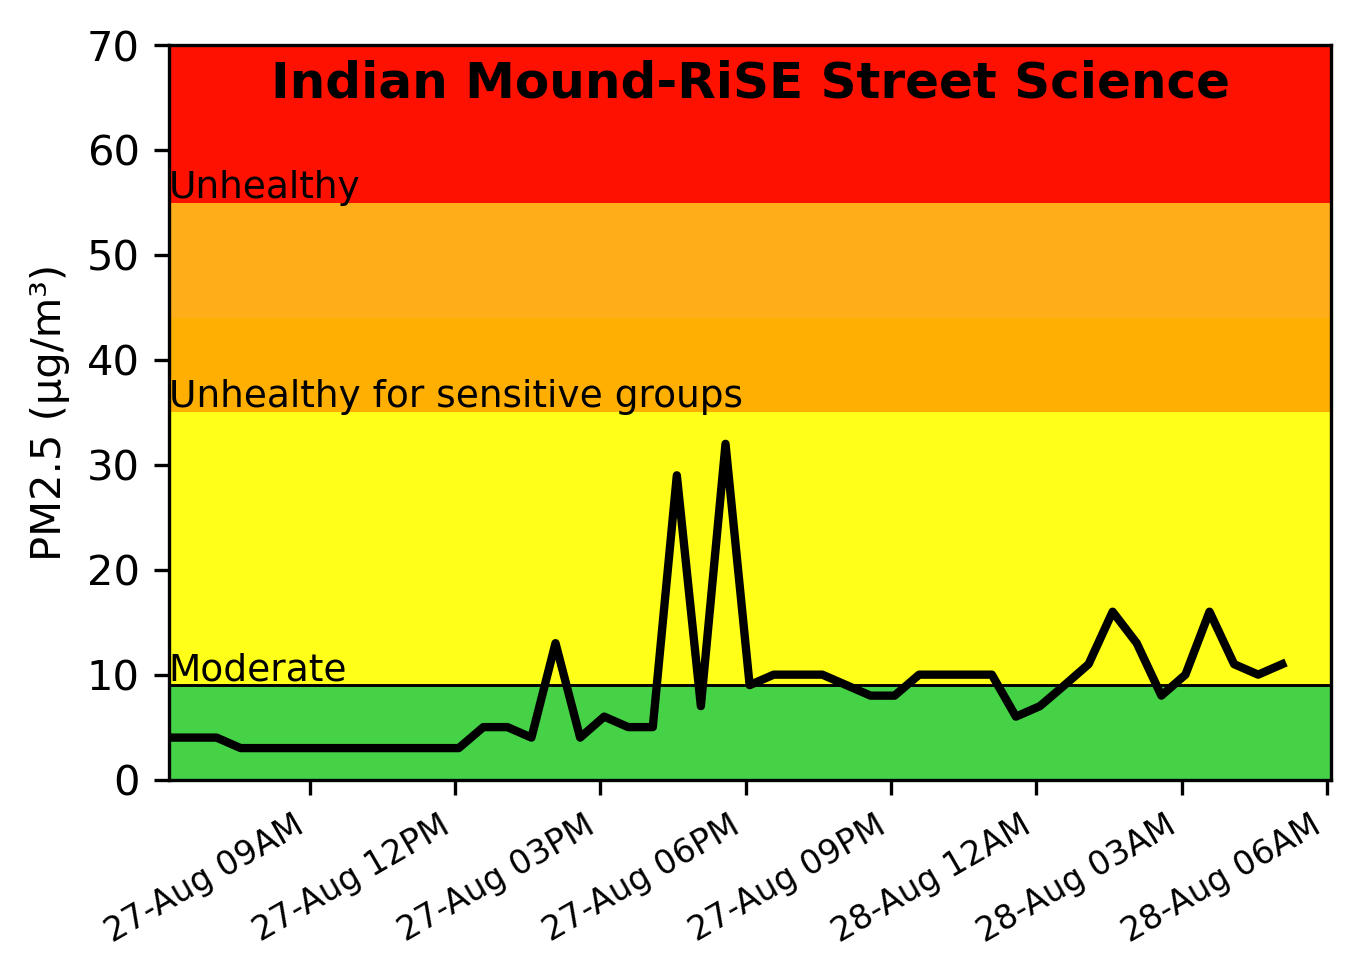 Indian Mound-RiSE Street Science
70
60
50
40
30
20
10
0
PM2.5 (µg/m³)
Unhealthy
Unhealthy for sensitive groups
Moderate
27-Aug 09AM
27-Aug 12PM
27-Aug 03PM
27-Aug 06PM
27-Aug 09PM
28-Aug 12AM
28-Aug 03AM
28-Aug 06AM